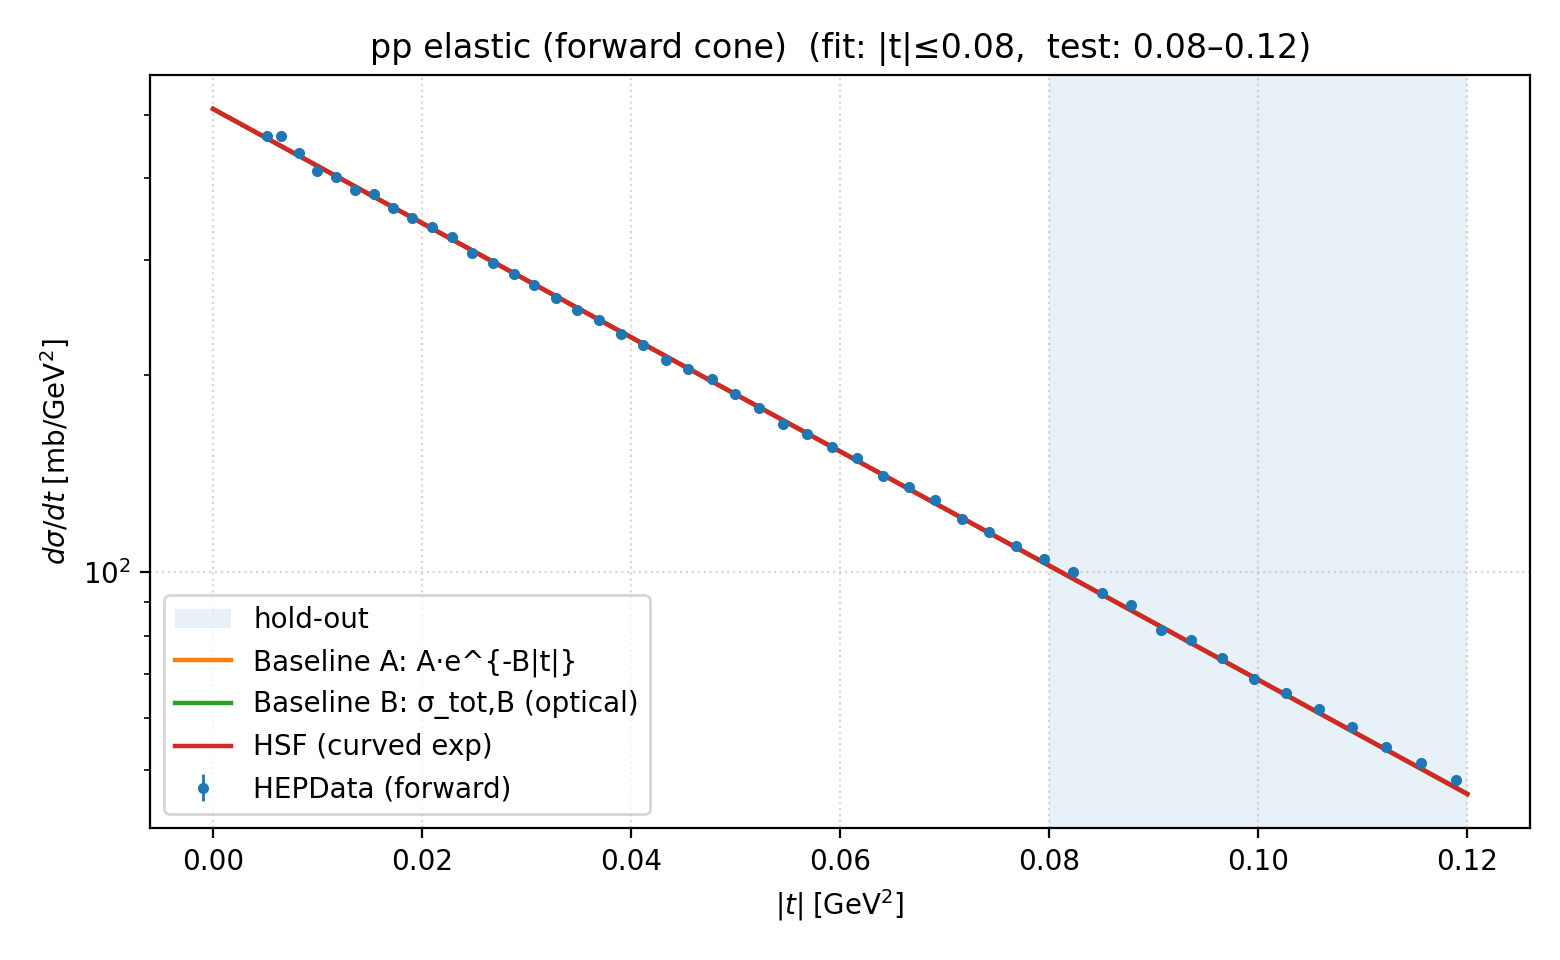 pp elastic (forward cone)  (fit: |t|≤0.08,  test: 0.08–0.12)
dσ/dt [mb/GeV²]
10²
hold-out
Baseline A: A·e^{-B|t|}
Baseline B: σ_tot,B (optical)
HSF (curved exp)
HEPData (forward)
0.00 0.02 0.04 0.06 0.08 0.10 0.12
|t| [GeV²]